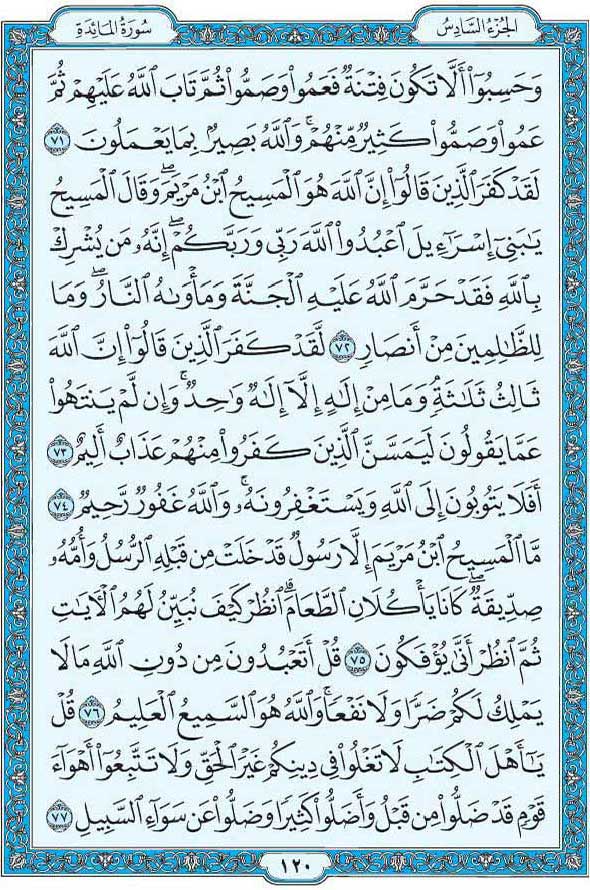 الجُزءُ السَّادِسُ
سُورَةُ المَائِدَةِ
وَحَسِبُوٓا۟ أَلَّا تَكُونَ فِتْنَةٌ فَعَمُوا۟ وَصَمُّوا۟ ثُمَّ تَابَ ٱللَّهُ عَلَيْهِمْ ثُمَّ
عَمُوا۟ وَصَمُّوا۟ كَثِيرٌ مِّنْهُمْ ۚ وَٱللَّهُ بَصِيرٌۢ بِمَا يَعْمَلُونَ ٧١
لَقَدْ كَفَرَ ٱلَّذِينَ قَالُوٓا۟ إِنَّ ٱللَّهَ هُوَ ٱلْمَسِيحُ ٱبْنُ مَرْيَمَ ۖ وَقَالَ ٱلْمَسِيحُ
يَٰبَنِىٓ إِسْرَٰٓءِيلَ ٱعْبُدُوا۟ ٱللَّهَ رَبِّى وَرَبَّكُمْ ۖ إِنَّهُۥ مَن يُشْرِكْ
بِٱللَّهِ فَقَدْ حَرَّمَ ٱللَّهُ عَلَيْهِ ٱلْجَنَّةَ وَمَأْوَىٰهُ ٱلنَّارُ ۖ وَمَا
لِلظَّٰلِمِينَ مِنْ أَنصَارٍ ٧٢ لَّقَدْ كَفَرَ ٱلَّذِينَ قَالُوٓا۟ إِنَّ ٱللَّهَ
ثَالِثُ ثَلَٰثَةٍ ۘ وَمَا مِنْ إِلَٰهٍ إِلَّآ إِلَٰهٌ وَٰحِدٌ ۚ وَإِن لَّمْ يَنتَهُوا۟
عَمَّا يَقُولُونَ لَيَمَسَّنَّ ٱلَّذِينَ كَفَرُوا۟ مِنْهُمْ عَذَابٌ أَلِيمٌ ٧٣
أَفَلَا يَتُوبُونَ إِلَى ٱللَّهِ وَيَسْتَغْفِرُونَهُۥ ۚ وَٱللَّهُ غَفُورٌ رَّحِيمٌ ٧٤
مَّا ٱلْمَسِيحُ ٱبْنُ مَرْيَمَ إِلَّا رَسُولٌ قَدْ خَلَتْ مِن قَبْلِهِ ٱلرُّسُلُ وَأُمُّهُۥ
صِدِّيقَةٌ ۖ كَانَا يَأْكُلَانِ ٱلطَّعَامَ ۗ ٱنظُرْ كَيْفَ نُبَيِّنُ لَهُمُ ٱلْءَايَٰتِ
ثُمَّ ٱنظُرْ أَنَّىٰ يُؤْفَكُونَ ٧٥ قُلْ أَتَعْبُدُونَ مِن دُونِ ٱللَّهِ مَا لَا
يَمْلِكُ لَكُمْ ضَرًّا وَلَا نَفْعًا ۚ وَٱللَّهُ هُوَ ٱلسَّمِيعُ ٱلْعَلِيمُ ٧٦ قُلْ
يَٰٓأَهْلَ ٱلْكِتَٰبِ لَا تَغْلُوا۟ فِى دِينِكُمْ غَيْرَ ٱلْحَقِّ وَلَا تَتَّبِعُوٓا۟ أَهْوَآءَ
قَوْمٍ قَدْ ضَلُّوا۟ مِن قَبْلُ وَأَضَلُّوا۟ كَثِيرًا وَضَلُّوا۟ عَن سَوَآءِ ٱلسَّبِيلِ ٧٧
١٢٠